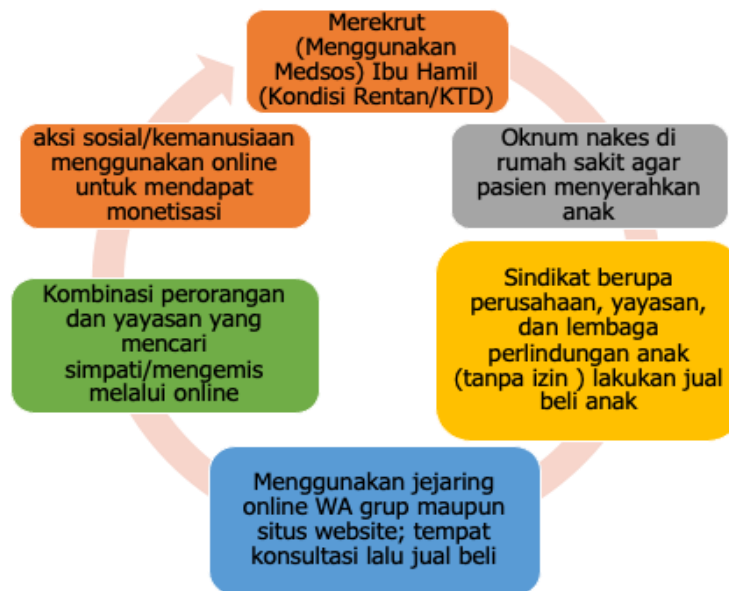 Merekrut
(Menggunakan
Medsos) Ibu Hamil
(Kondisi Rentan/KTD)
Oknum nakes di
rumah sakit agar
pasien menyerahkan
anak
Sindikat berupa
perusahaan, yayasan,
dan lembaga
perlindungan anak
(tanpa izin ) lakukan jual
beli anak
Menggunakan jejaring
online WA grup maupun
situs website; tempat
konsultasi lalu jual beli
Kombinasi perorangan
dan yayasan yang
mencari
simpati/mengemis
melalui online
aksi sosial/kemanusiaan
menggunakan online
untuk mendapat
monetisasi